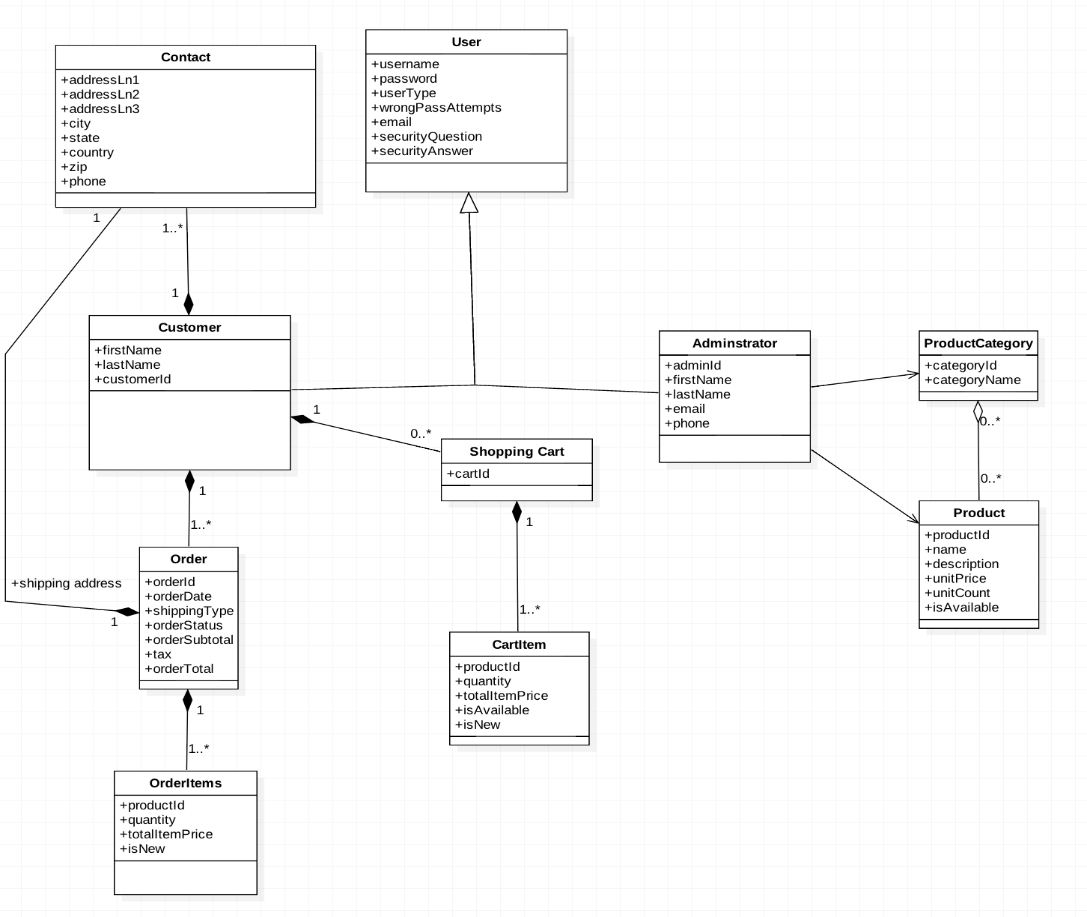 Contact
+addressLn1
+addressLn2
+addressLn3
+city
+state
+country
+zip
+phone
User
+username
+password
+userType
+wrongPassAttempts
+email
+securityQuestion
+securityAnswer
1
1..*
1
Customer
+firstName
+lastName
+customerId
Adminstrator
+adminId
+firstName
+lastName
+email
+phone
ProductCategory
+categoryId
+categoryName
1
0..*
0..*
0..*
Shopping Cart
+cartId
1
1..*
1
1..*
Product
+productId
+name
+description
+unitPrice
+unitCount
+isAvailable
Order
+orderId
+orderDate
+shippingType
+orderStatus
+orderSubtotal
+tax
+orderTotal
+shipping address
1
CartItem
+productId
+quantity
+totalItemPrice
+isAvailable
+isNew
1
1..*
OrderItems
+productId
+quantity
+totalItemPrice
+isNew